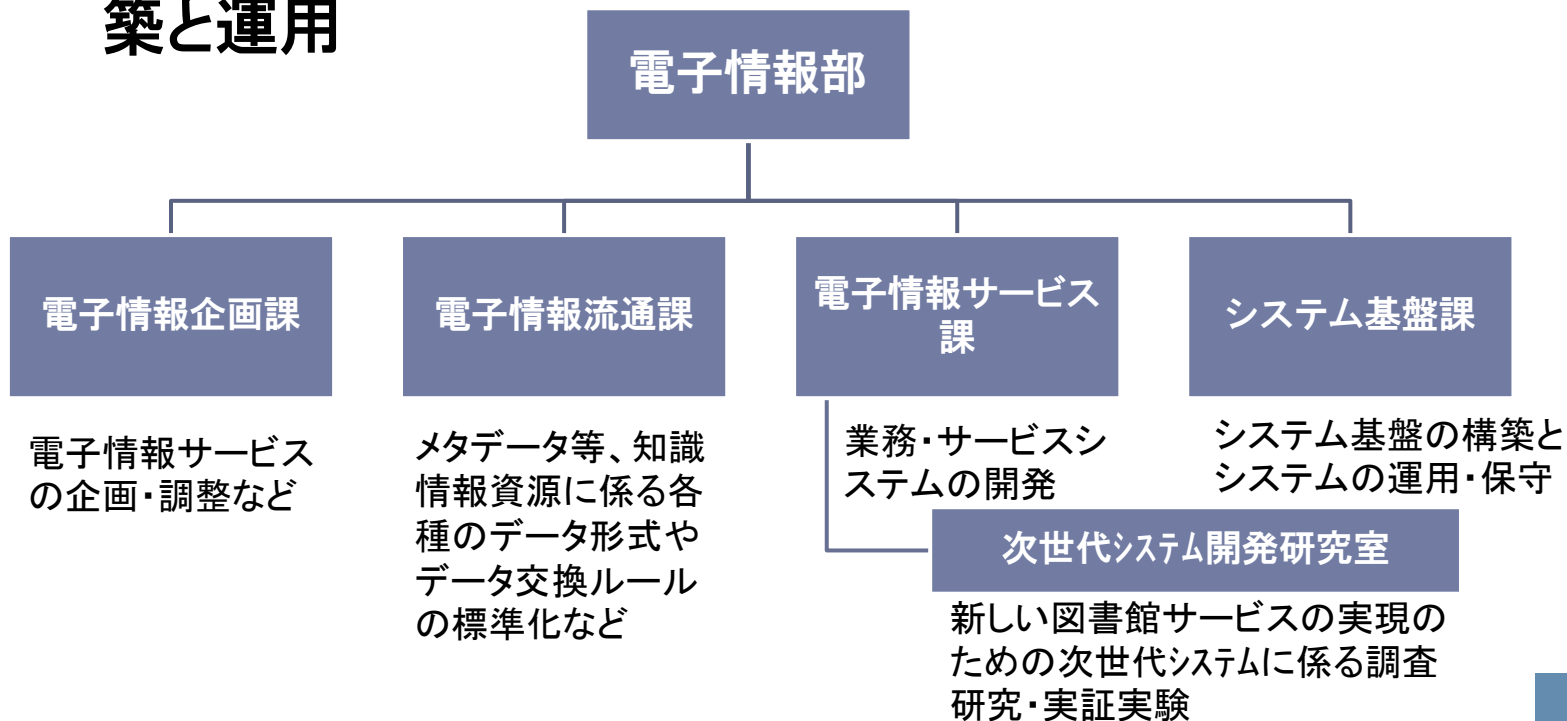 築と運用
電子情報部
電子情報企画課
電子情報流通課
電子情報サービス
課
システム基盤課
電子情報サービス
の企画・調整など
メタデータ等、知識
情報資源に係る各
種のデータ形式や
データ交換ルール
の標準化など
業務・サービスシ
ステムの開発
システム基盤の構築と
システムの運用・保守
次世代ｼｽﾃﾑ開発研究室
新しい図書館サービスの実現の
ための次世代ｼｽﾃﾑに係る調査
研究・実証実験